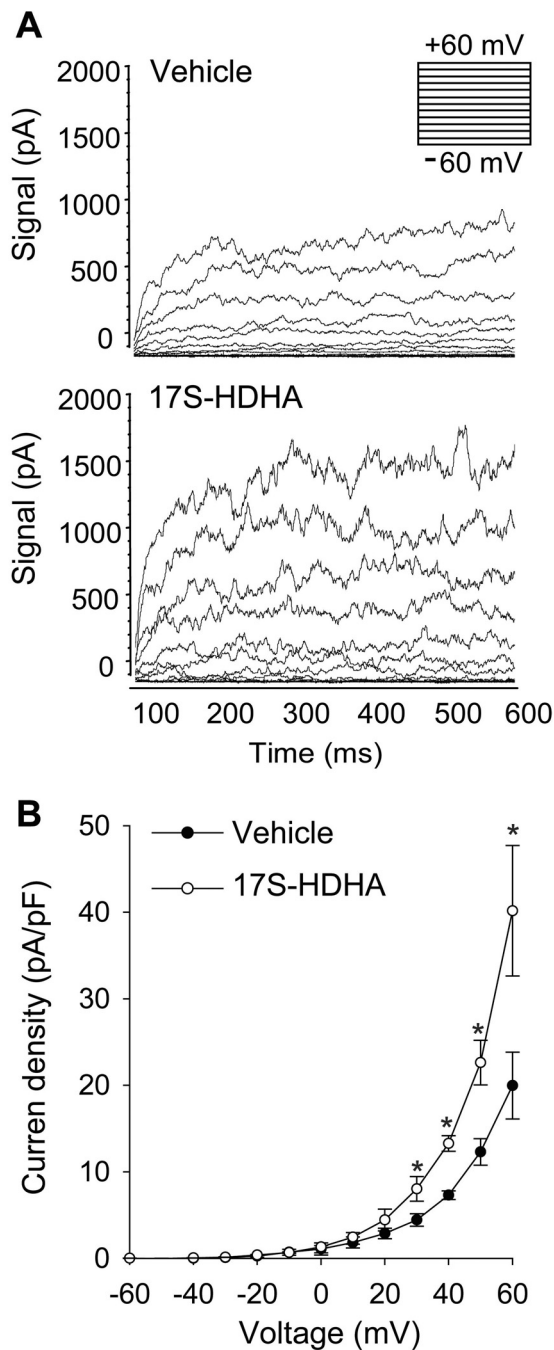 A
+60 mV
-60 mV
Vehicle
2000
1500
1000
500
0
Signal (pA)
17S-HDHA
2000
1500
1000
500
0
Signal (pA)
100 200 300 400 500 600
Time (ms)
B
Vehicle
17S-HDHA
50
40
30
20
10
0
Curren density (pA/pF)
* * * *
-60 -40 -20 0 20 40 60
Voltage (mV)